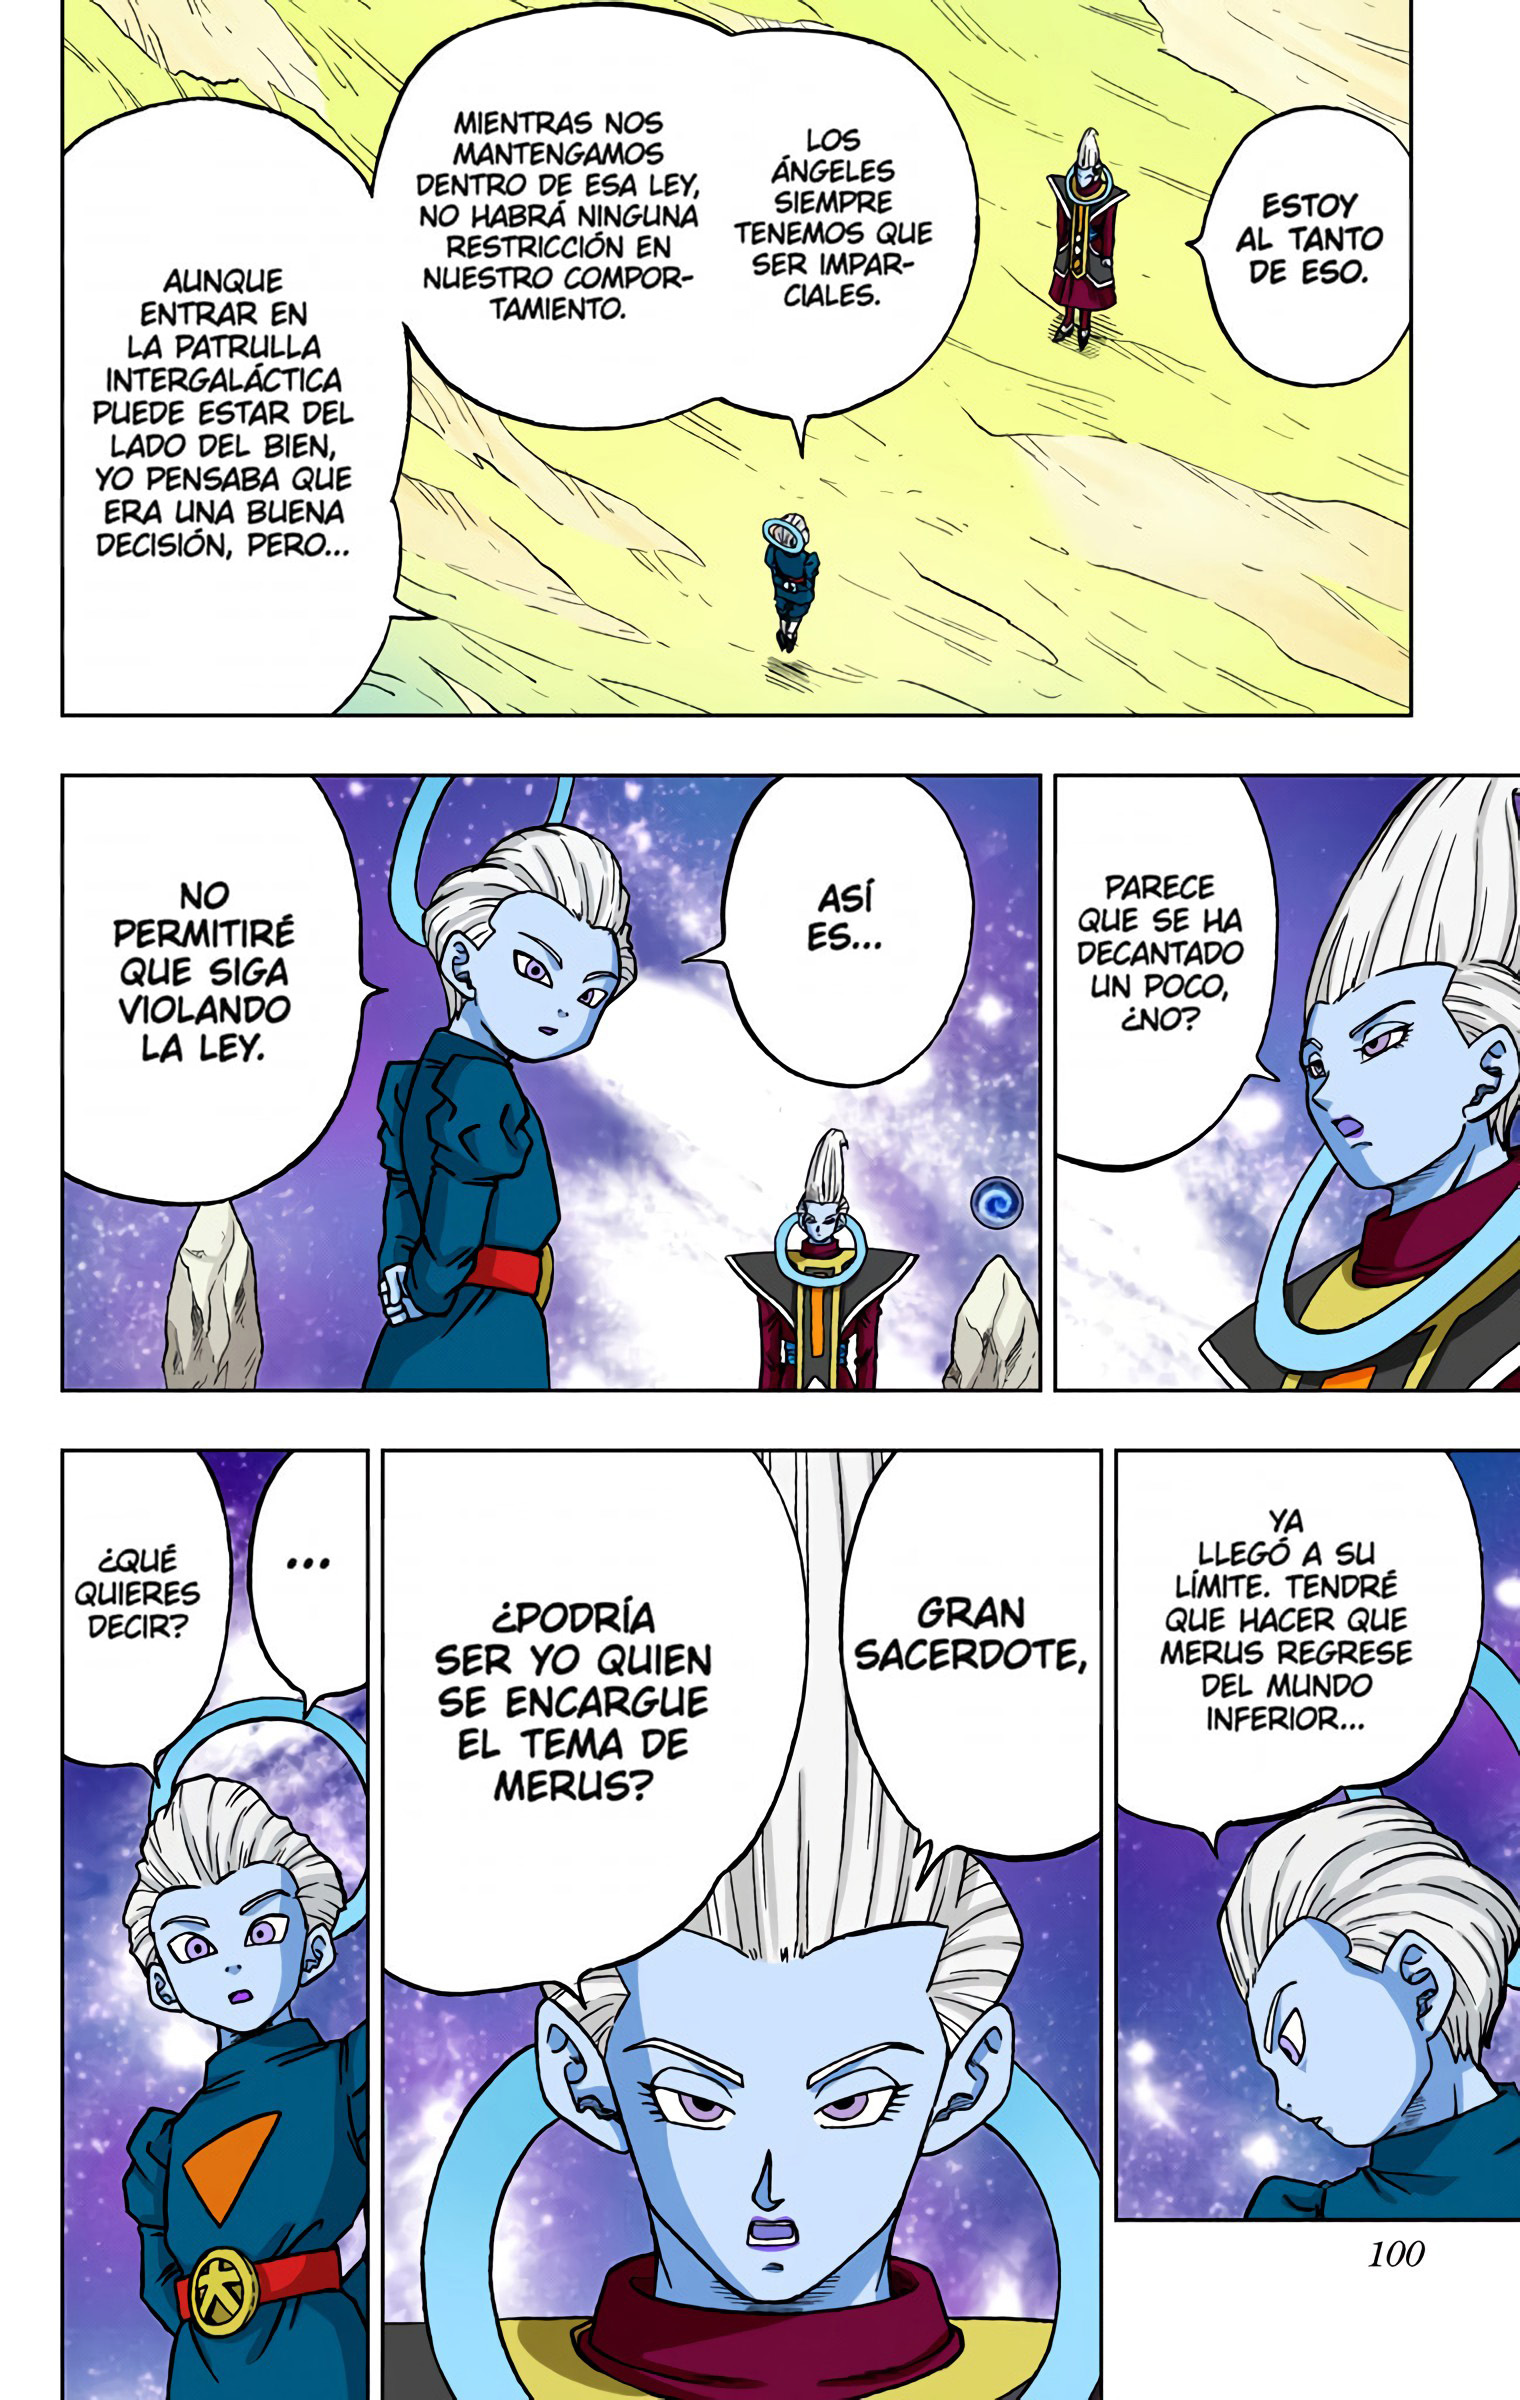 ESTOY
AL TANTO
DE ESO.
LOS
ÁNGELES
SIEMPRE
TENEMOS QUE
SER IMPAR-
CIALES.
MIENTRAS NOS
MANTENGAMOS
DENTRO DE ESA LEY,
NO HABRÁ NINGUNA
RESTRICCIÓN EN
NUESTRO COMPOR-
TAMIENTO.
AUNQUE
ENTRAR EN
LA PATRULLA
INTERGALÁCTICA
PUEDE ESTAR DEL
LADO DEL BIEN,
YO PENSABA QUE
ERA UNA BUENA
DECISIÓN, PERO...
PARECE
QUE SE HA
DECANTADO
UN POCO,
¿NO?
ASÍ
ES...
NO
PERMITIRÉ
QUE SIGA
VIOLANDO
LA LEY.
YA
LLEGÓ A SU
LÍMITE. TENDRÉ
QUE HACER QUE
MERUS REGRESE
DEL MUNDO
INFERIOR...
GRAN
SACERDOTE,
¿PODRÍA
SER YO QUIEN
SE ENCARGUE
EL TEMA DE
MERUS?
...
¿QUÉ
QUIERES
DECIR?
大
100